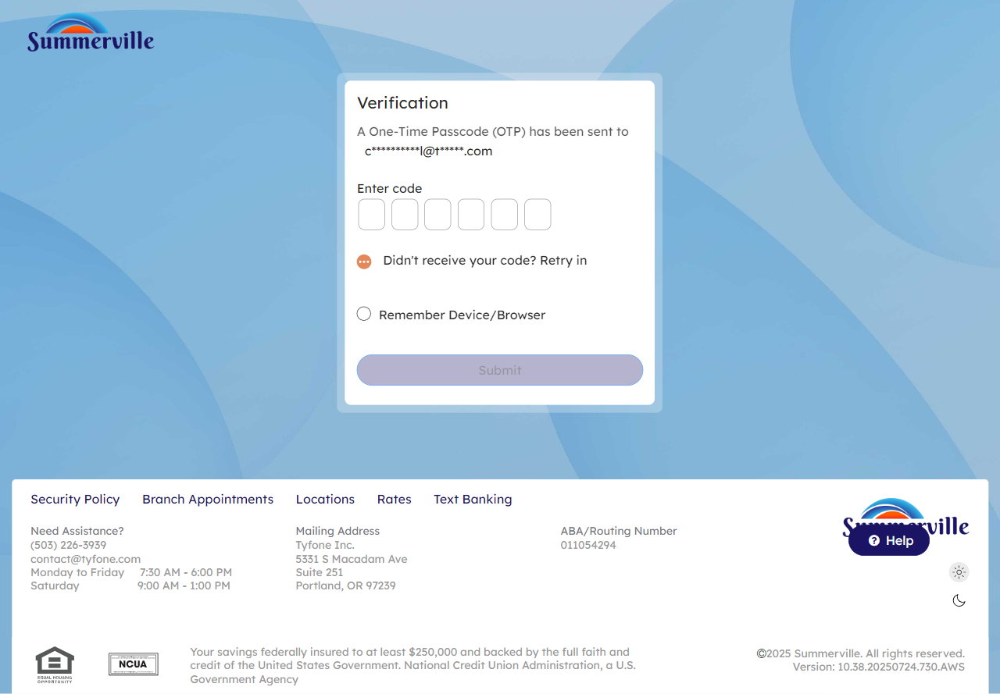 Summerville
Verification
A One-Time Passcode (OTP) has been sent to
c**********l@t*****.com
Enter code
Didn't receive your code? Retry in
Remember Device/Browser
Submit
Security Policy Branch Appointments Locations Rates Text Banking
Need Assistance?
(503) 226-3939
contact@tyfone.com
Monday to Friday 7:30 AM - 6:00 PM
Saturday 9:00 AM - 1:00 PM
Mailing Address
Tyfone Inc.
5331 S Macadam Ave
Suite 251
Portland, OR 97239
ABA/Routing Number
011054294
Summerville
Help
EQUAL HOUSING
OPPORTUNITY
NCUA
Your savings federally insured to at least $250,000 and backed by the full faith and
credit of the United States Government. National Credit Union Administration, a U.S.
Government Agency
©2025 Summerville. All rights reserved.
Version: 10.38.20250724.730.AWS